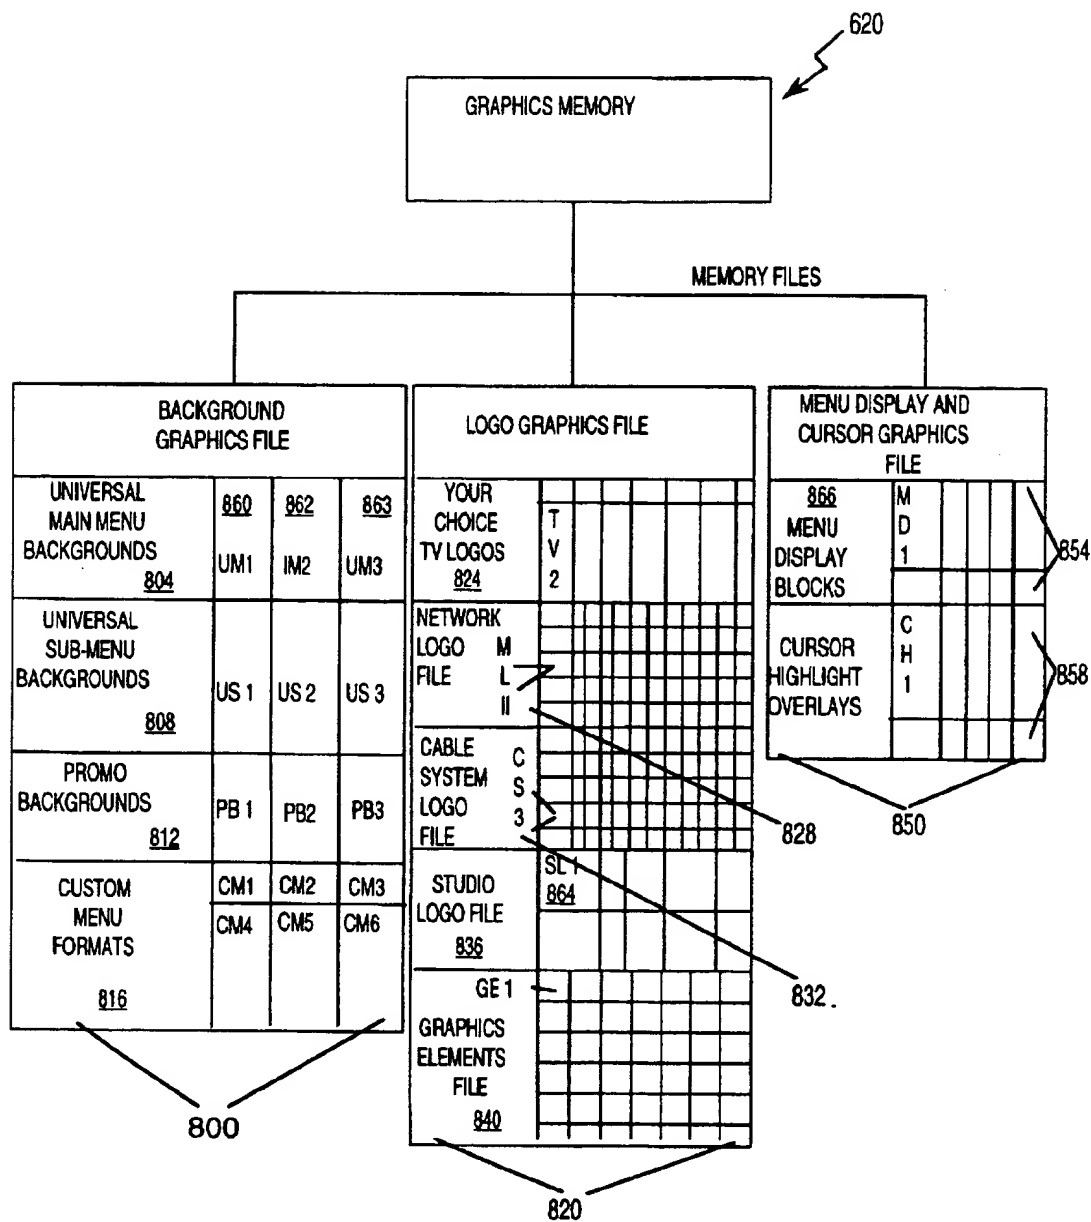 620
GRAPHICS MEMORY
MEMORY FILES
BACKGROUND
GRAPHICS FILE
UNIVERSAL
MAIN MENU
BACKGROUNDS
804
860
UM1
862
IM2
863
UM3
UNIVERSAL
SUB-MENU
BACKGROUNDS
808
US 1
US 2
US 3
PROMO
BACKGROUNDS
812
PB 1
PB2
PB3
CUSTOM
MENU
FORMATS
816
CM1 CM2 CM3
CM4 CM5 CM6
800
LOGO GRAPHICS FILE
YOUR
CHOICE
TV LOGOS
824
T
V
2
NETWORK
LOGO
FILE
M
L
II
828
CABLE
SYSTEM
LOGO
FILE
C
S
3
832.
STUDIO
LOGO FILE
836
SL 1
864
GE 1
GRAPHICS
ELEMENTS
FILE
840
820
MENU DISPLAY AND
CURSOR GRAPHICS
FILE
866
MENU
DISPLAY
BLOCKS
M
D
1
854
CURSOR
HIGHLIGHT
OVERLAYS
C
H
1
858
850